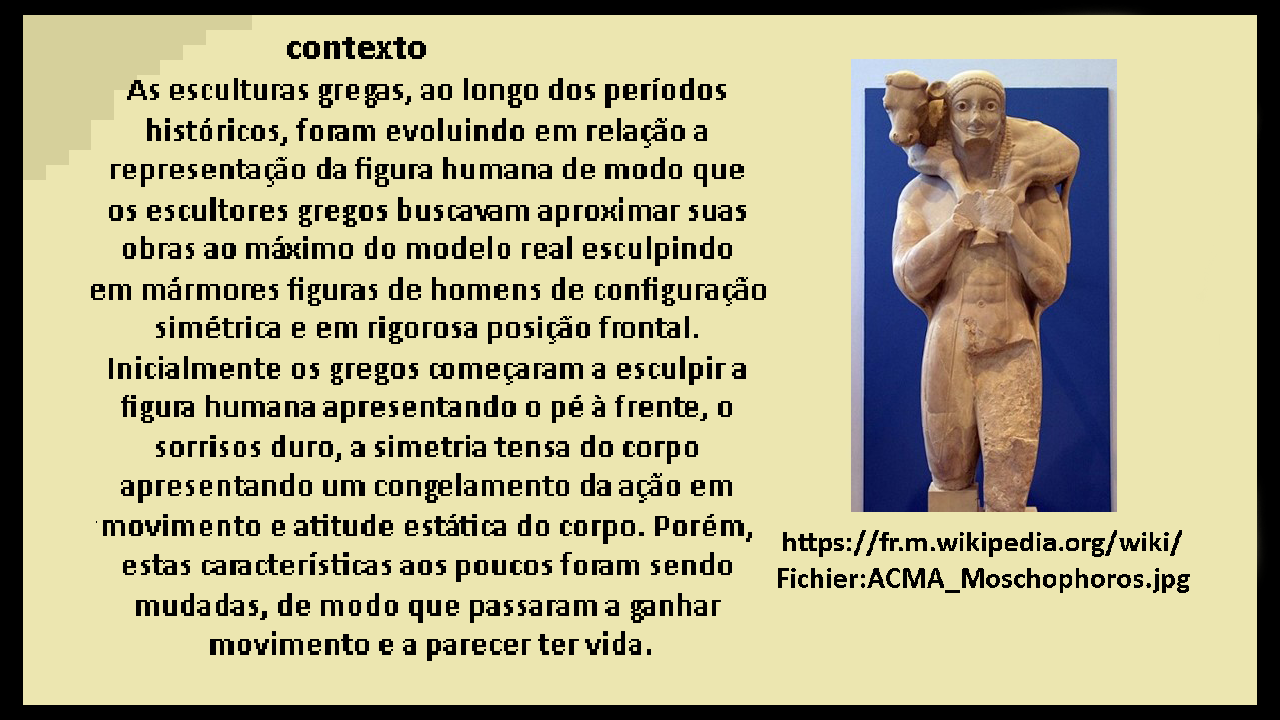 contexto
As esculturas gregas, ao longo dos períodos
históricos, foram evoluindo em relação a
representação da figura humana de modo que
os escultores gregos buscavam aproximar suas
obras ao máximo do modelo real esculpindo
em mármores figuras de homens de configuração
simétrica e em rigorosa posição frontal.
Inicialmente os gregos começaram a esculpir a
figura humana apresentando o pé à frente, o
sorrisos duro, a simetria tensa do corpo
apresentando um congelamento da ação em
movimento e atitude estática do corpo. Porém,
estas características aos poucos foram sendo
mudadas, de modo que passaram a ganhar
movimento e a parecer ter vida.
https://fr.m.wikipedia.org/wiki/
Fichier:ACMA_Moschophoros.jpg